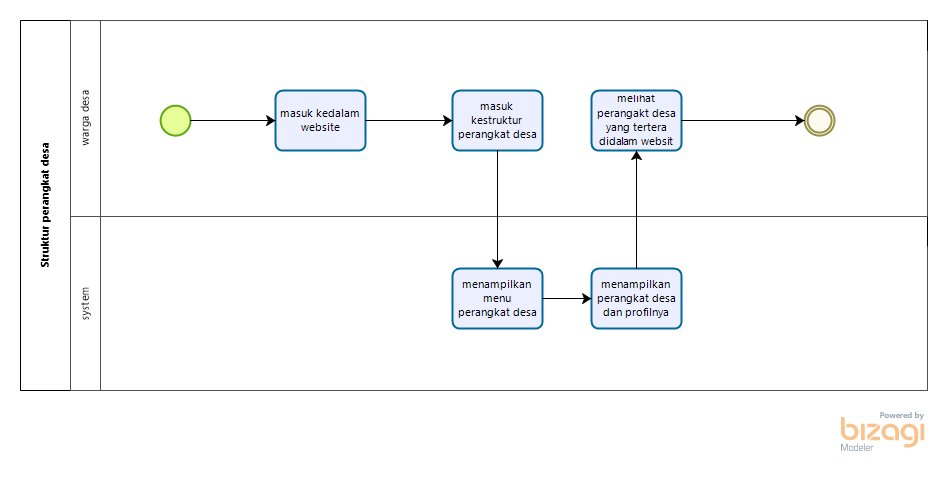 Struktur perangkat desa
warga desa
masuk kedalam
website
masuk
kestruktur
perangkat desa
melihat
perangakt desa
yang tertera
didalam websit
system
menampilkan
menu
perangkat desa
menampilkan
perangkat desa
dan profilnya
Powered by
bizagi
Modeler